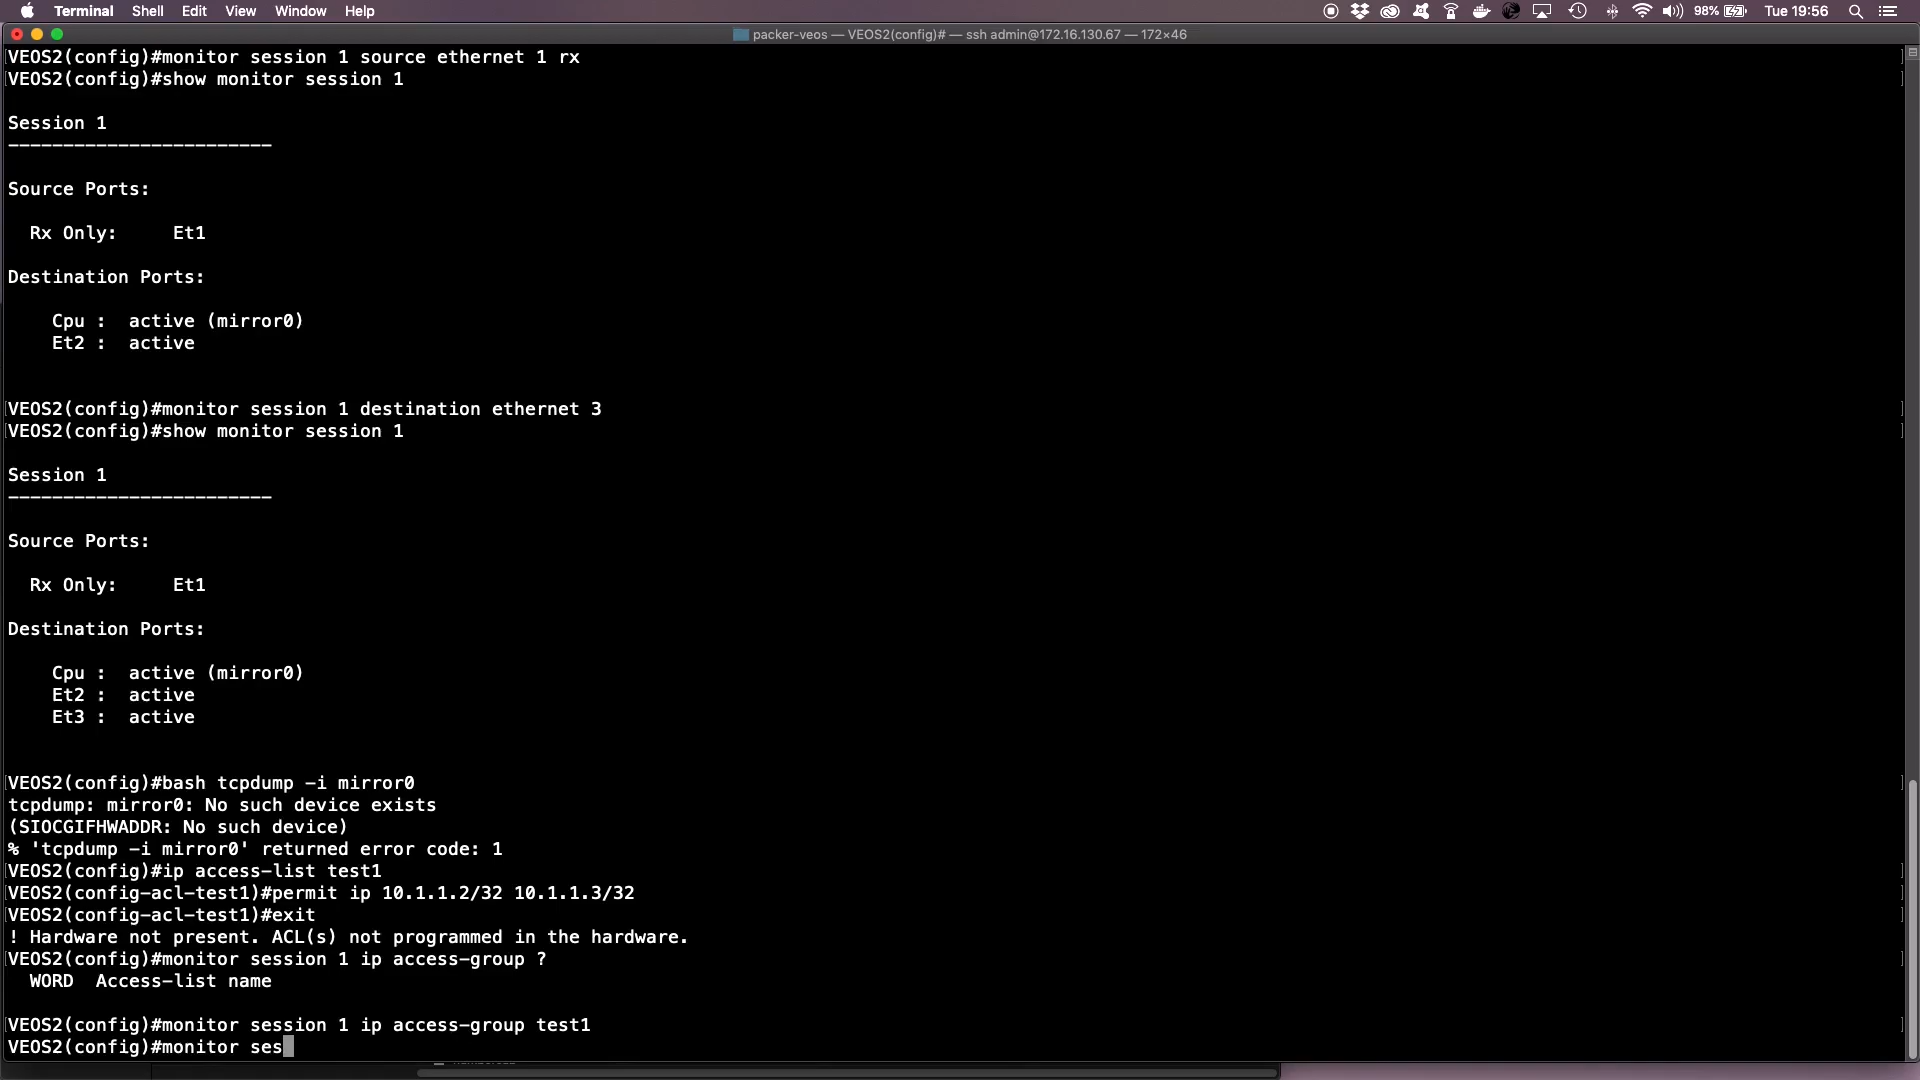 Terminal Shell Edit View Window Help 98% Tue 19:56
packer-veos — VEOS2(config)# — ssh admin@172.16.130.67 — 172×46
VEOS2(config)#monitor session 1 source ethernet 1 rx
VEOS2(config)#show monitor session 1
Session 1
------------------------
Source Ports:
Rx Only: Et1
Destination Ports:
Cpu : active (mirror0)
Et2 : active
VEOS2(config)#monitor session 1 destination ethernet 3
VEOS2(config)#show monitor session 1
Session 1
------------------------
Source Ports:
Rx Only: Et1
Destination Ports:
Cpu : active (mirror0)
Et2 : active
Et3 : active
VEOS2(config)#bash tcpdump -i mirror0
tcpdump: mirror0: No such device exists
(SIOCGIFHWADDR: No such device)
% 'tcpdump -i mirror0' returned error code: 1
VEOS2(config)#ip access-list test1
VEOS2(config-acl-test1)#permit ip 10.1.1.2/32 10.1.1.3/32
VEOS2(config-acl-test1)#exit
! Hardware not present. ACL(s) not programmed in the hardware.
VEOS2(config)#monitor session 1 ip access-group ?
WORD Access-list name
VEOS2(config)#monitor session 1 ip access-group test1
VEOS2(config)#monitor ses